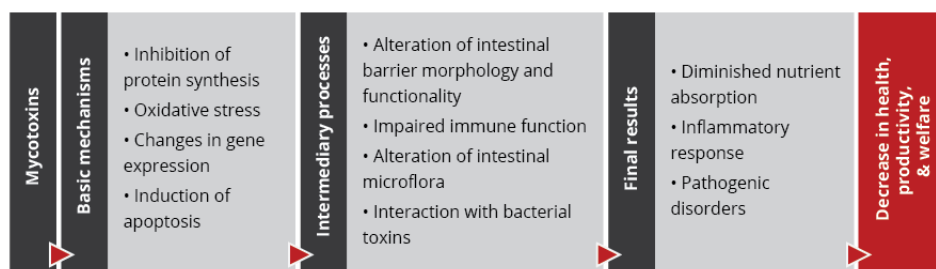 Mycotoxins
Basic mechanisms
• Inhibition of
protein synthesis
• Oxidative stress
• Changes in gene
expression
• Induction of
apoptosis
Intermediary processes
• Alteration of intestinal
barrier morphology and
functionality
• Impaired immune function
• Alteration of intestinal
microflora
• Interaction with bacterial
toxins
Final results
• Diminished nutrient
absorption
• Inflammatory
response
• Pathogenic
disorders
Decrease in health,
productivity,
& welfare